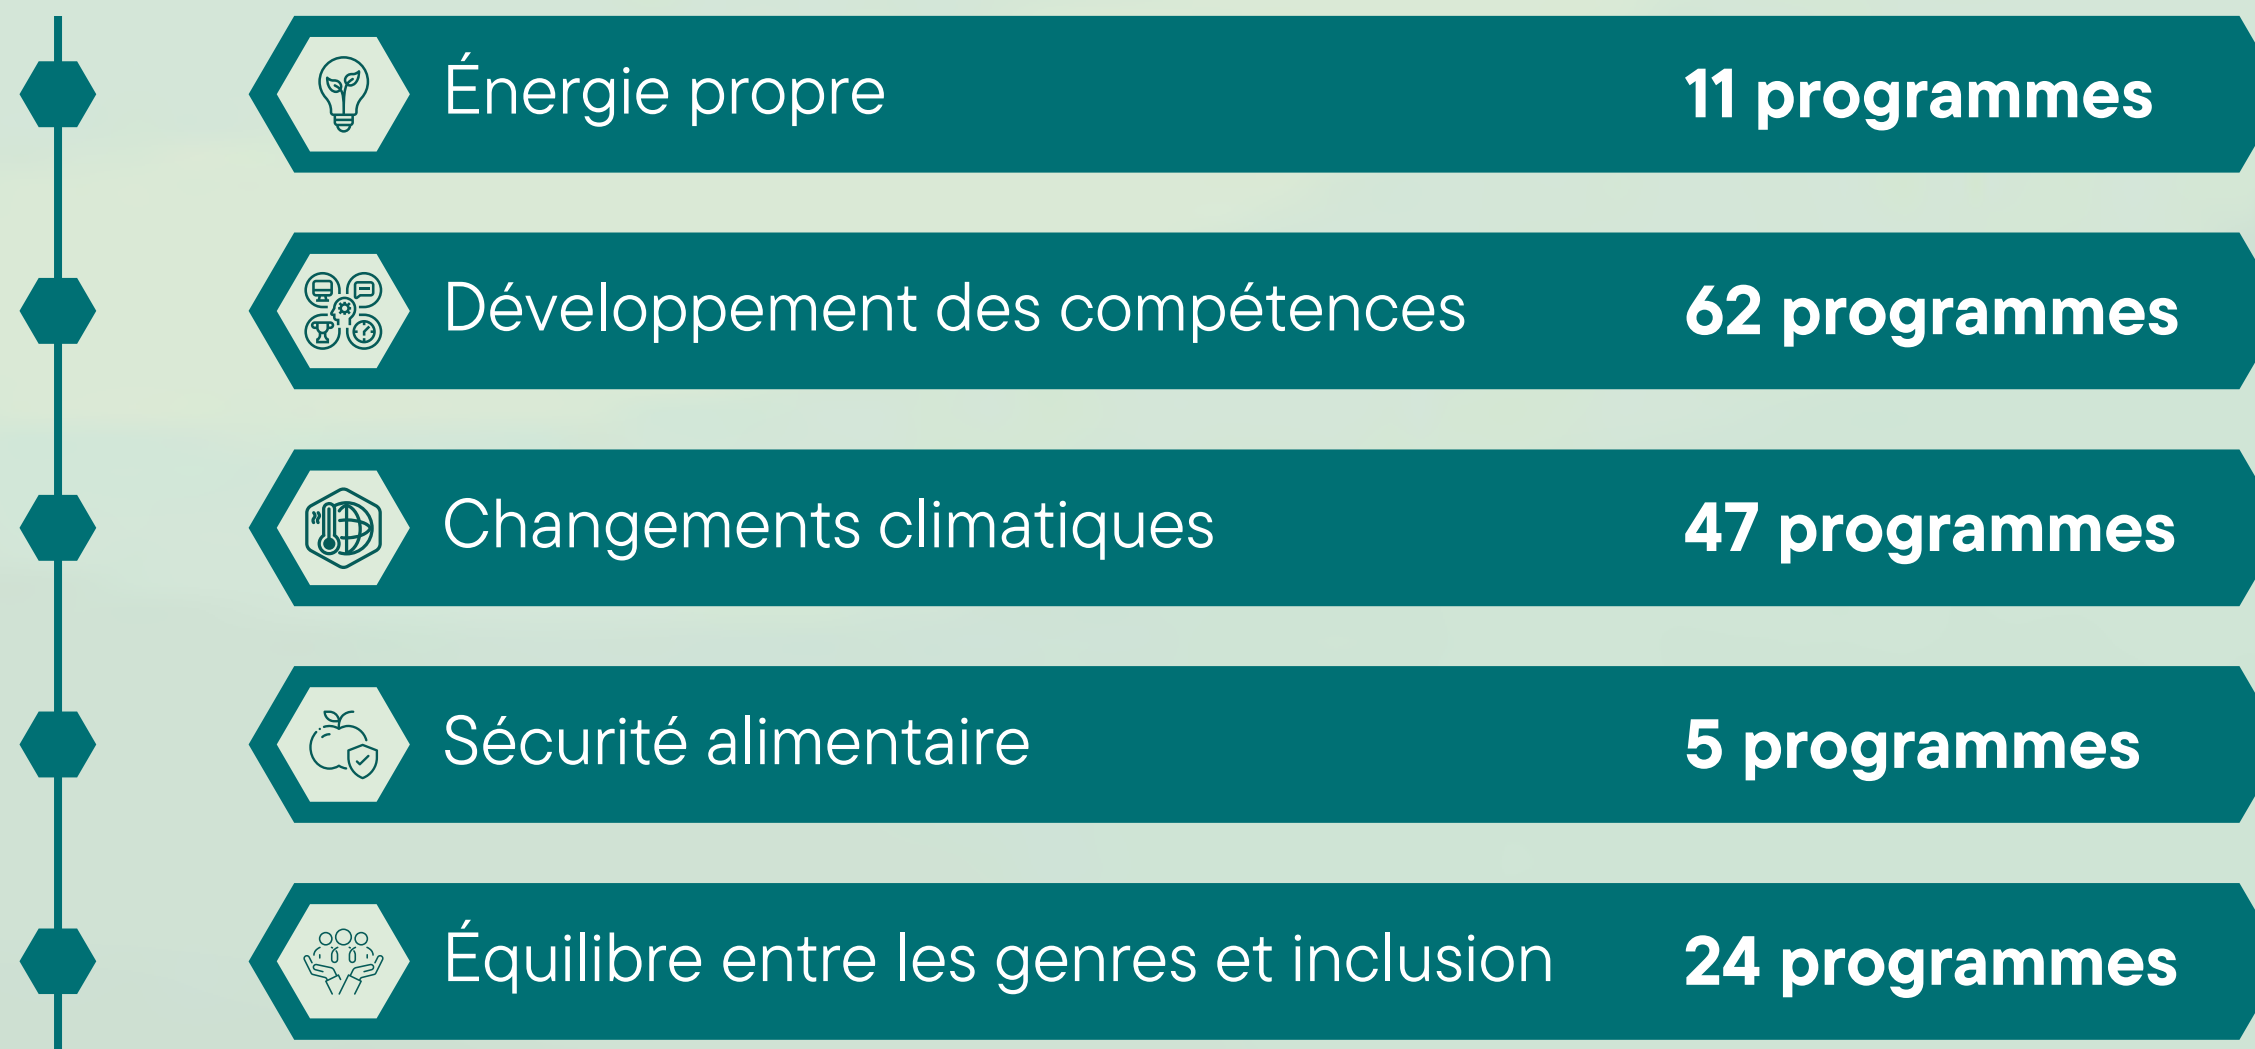 Énergie propre 11 programmes
Développement des compétences 62 programmes
Changements climatiques 47 programmes
Sécurité alimentaire 5 programmes
Équilibre entre les genres et inclusion 24 programmes